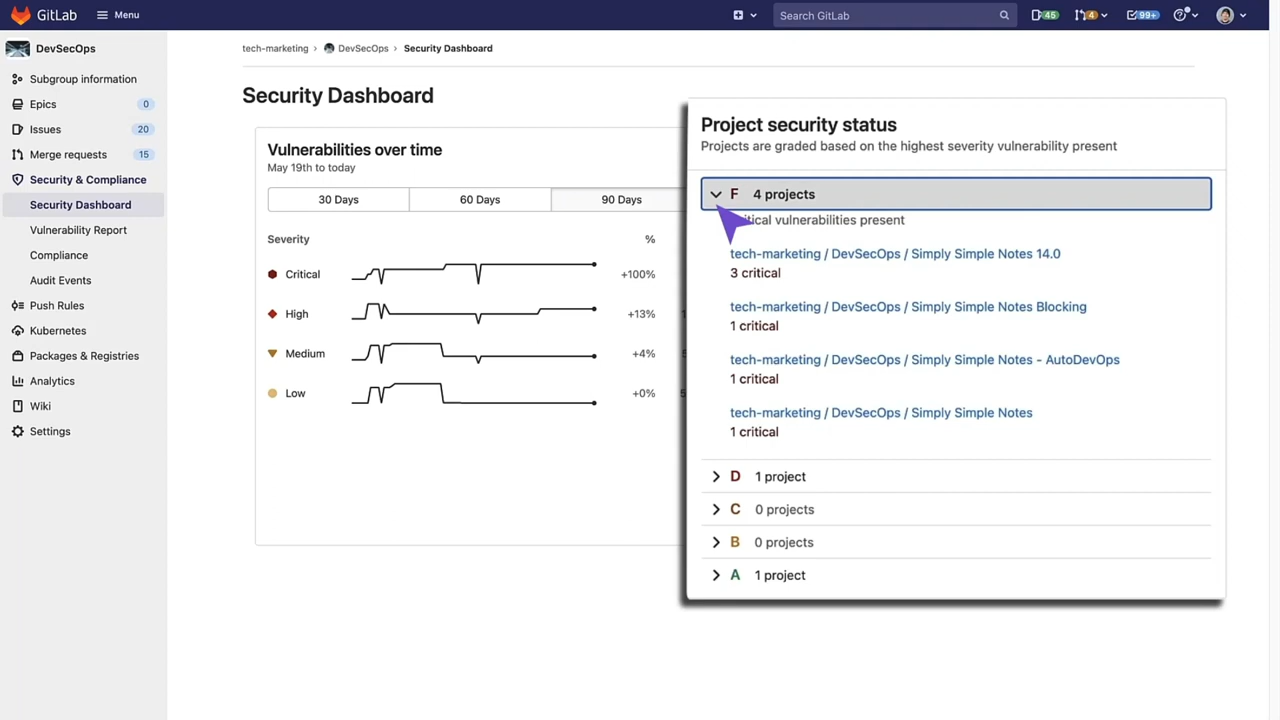 GitLab
Menu
Search GitLab
45
4
99+
DevSecOps
Subgroup information
Epics 0
Issues 20
Merge requests 15
Security & Compliance
Security Dashboard
Vulnerability Report
Compliance
Audit Events
Push Rules
Kubernetes
Packages & Registries
Analytics
Wiki
Settings
tech-marketing › DevSecOps › Security Dashboard
Security Dashboard
Vulnerabilities over time
May 19th to today
30 Days 60 Days 90 Days
Severity %
Critical +100%
High +13%
Medium +4%
Low +0%
Project security status
Projects are graded based on the highest severity vulnerability present
F 4 projects
vulnerabilities present
tech-marketing / DevSecOps / Simply Simple Notes 14.0
3 critical
tech-marketing / DevSecOps / Simply Simple Notes Blocking
1 critical
tech-marketing / DevSecOps / Simply Simple Notes - AutoDevOps
1 critical
tech-marketing / DevSecOps / Simply Simple Notes
1 critical
D 1 project
C 0 projects
B 0 projects
A 1 project